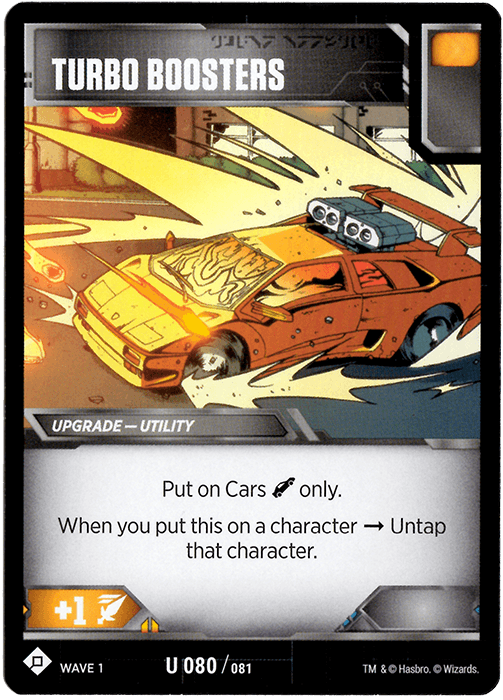 TURBO BOOSTERS
UPGRADE — UTILITY
Put on Cars only.
When you put this on a character → Untap
that character.
+1
WAVE 1
U 080 / 081
TM & © Hasbro. © Wizards.